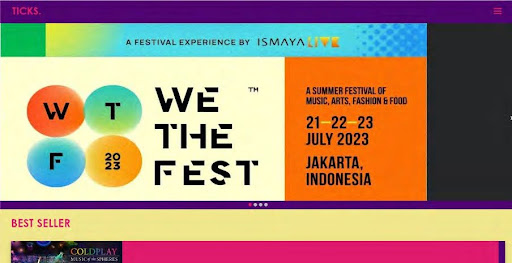 TICKS.
A FESTIVAL EXPERIENCE BY ISMAYA LIVE
W T F 2023
WE THE FEST ™
A SUMMER FESTIVAL OF
MUSIC, ARTS, FASHION & FOOD
21–22–23
JULY 2023
JAKARTA,
INDONESIA
BEST SELLER
COLDPLAY
MUSIC of the SPHERES